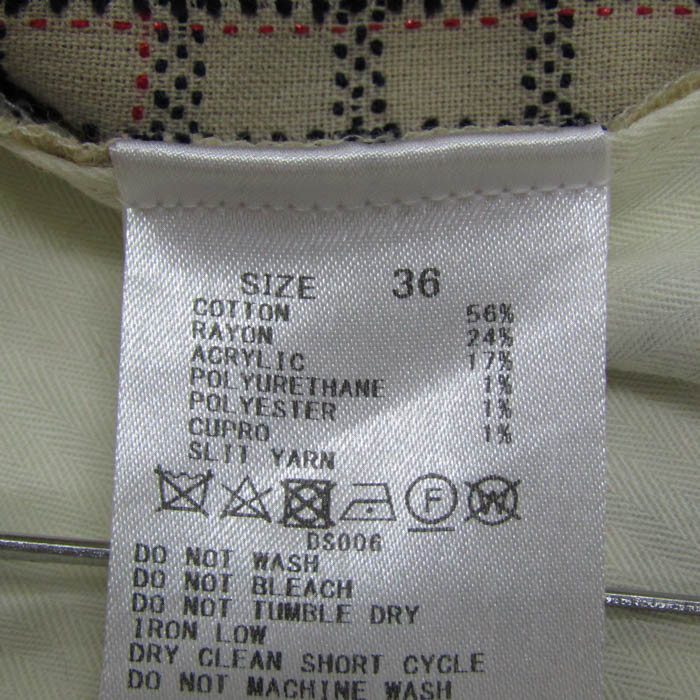 SIZE 36
COTTON 56%
RAYON 24%
ACRYLIC 17%
POLYURETHANE 1%
POLYESTER 1%
CUPRO 1%
SLIT YARN
F W
DS006
DO NOT WASH
DO NOT BLEACH
DO NOT TUMBLE DRY
IRON LOW
DRY CLEAN SHORT CYCLE
DO NOT MACHINE WASH